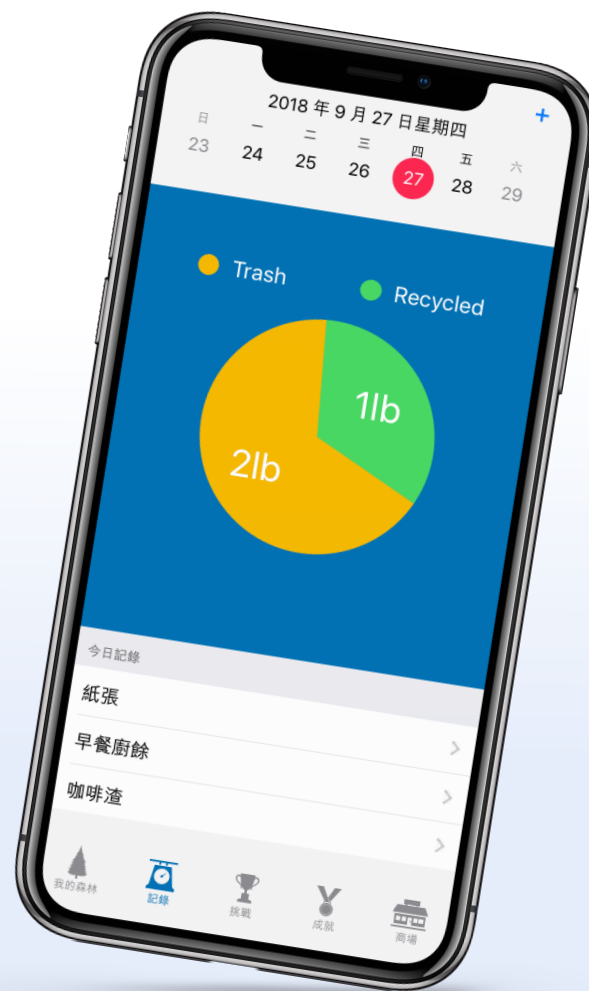 2018 年 9 月 27 日星期四
+
日 一 二 三 四 五 六
23 24 25 26 27 28 29
Trash Recycled
1lb
2lb
今日記錄
紙張
早餐廚餘
咖啡渣
我的森林 記錄 挑戰 成就 商場